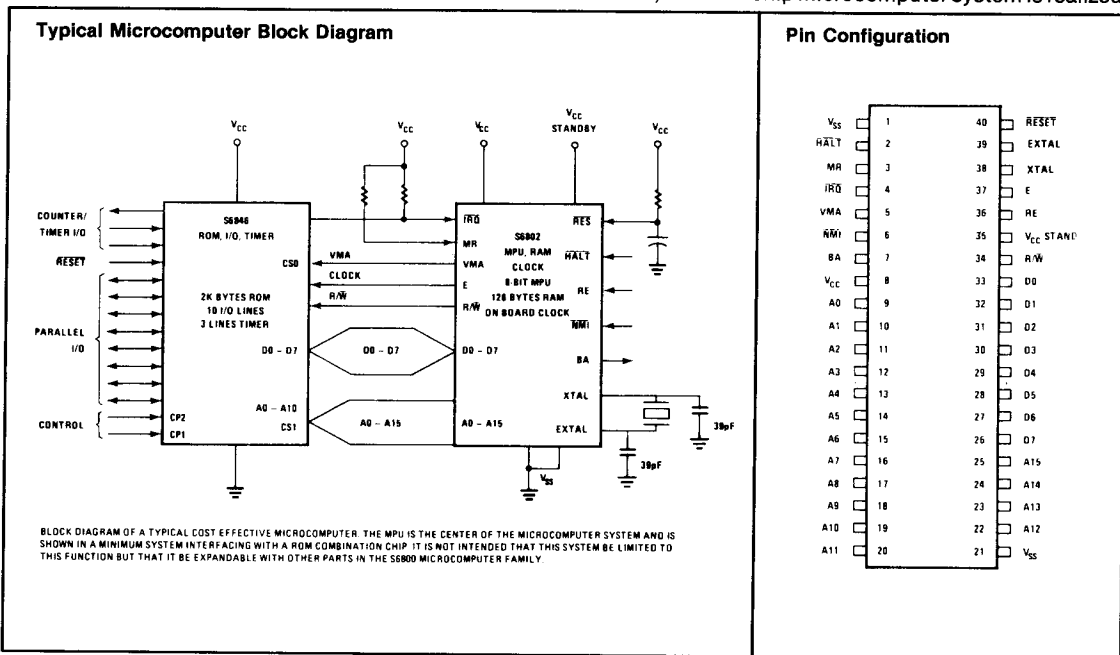 chip microcomputer system is realized
Typical Microcomputer Block Diagram
VCC
VCC
VCC
VCC
STANDBY
VCC
COUNTER/
TIMER I/O
RESET
PARALLEL
I/O
CONTROL
S6846
ROM, I/O, TIMER
CS0
2K BYTES ROM
10 I/O LINES
3 LINES TIMER
D0 – D7
A0 – A10
CS1
CP2
CP1
VMA
CLOCK
R/W̅
D0 – D7
A0 – A15
I̅R̅Q̅
MR
VMA
E
R/W̅
D0 – D7
A0 – A15
S6802
MPU, RAM
CLOCK
8-BIT MPU
128 BYTES RAM
ON BOARD CLOCK
R̅E̅S̅
H̅A̅L̅T̅
RE
N̅M̅I̅
BA
XTAL
EXTAL
39pF
39pF
VSS
BLOCK DIAGRAM OF A TYPICAL COST EFFECTIVE MICROCOMPUTER. THE MPU IS THE CENTER OF THE MICROCOMPUTER SYSTEM AND IS
SHOWN IN A MINIMUM SYSTEM INTERFACING WITH A ROM COMBINATION CHIP. IT IS NOT INTENDED THAT THIS SYSTEM BE LIMITED TO
THIS FUNCTION BUT THAT IT BE EXPANDABLE WITH OTHER PARTS IN THE S6800 MICROCOMPUTER FAMILY.
Pin Configuration
VSS 1 40 R̅E̅S̅E̅T̅
H̅A̅L̅T̅ 2 39 EXTAL
MR 3 38 XTAL
I̅R̅Q̅ 4 37 E
VMA 5 36 RE
N̅M̅I̅ 6 35 VCC STAND
BA 7 34 R/W̅
VCC 8 33 D0
A0 9 32 D1
A1 10 31 D2
A2 11 30 D3
A3 12 29 D4
A4 13 28 D5
A5 14 27 D6
A6 15 26 D7
A7 16 25 A15
A8 17 24 A14
A9 18 23 A13
A10 19 22 A12
A11 20 21 VSS